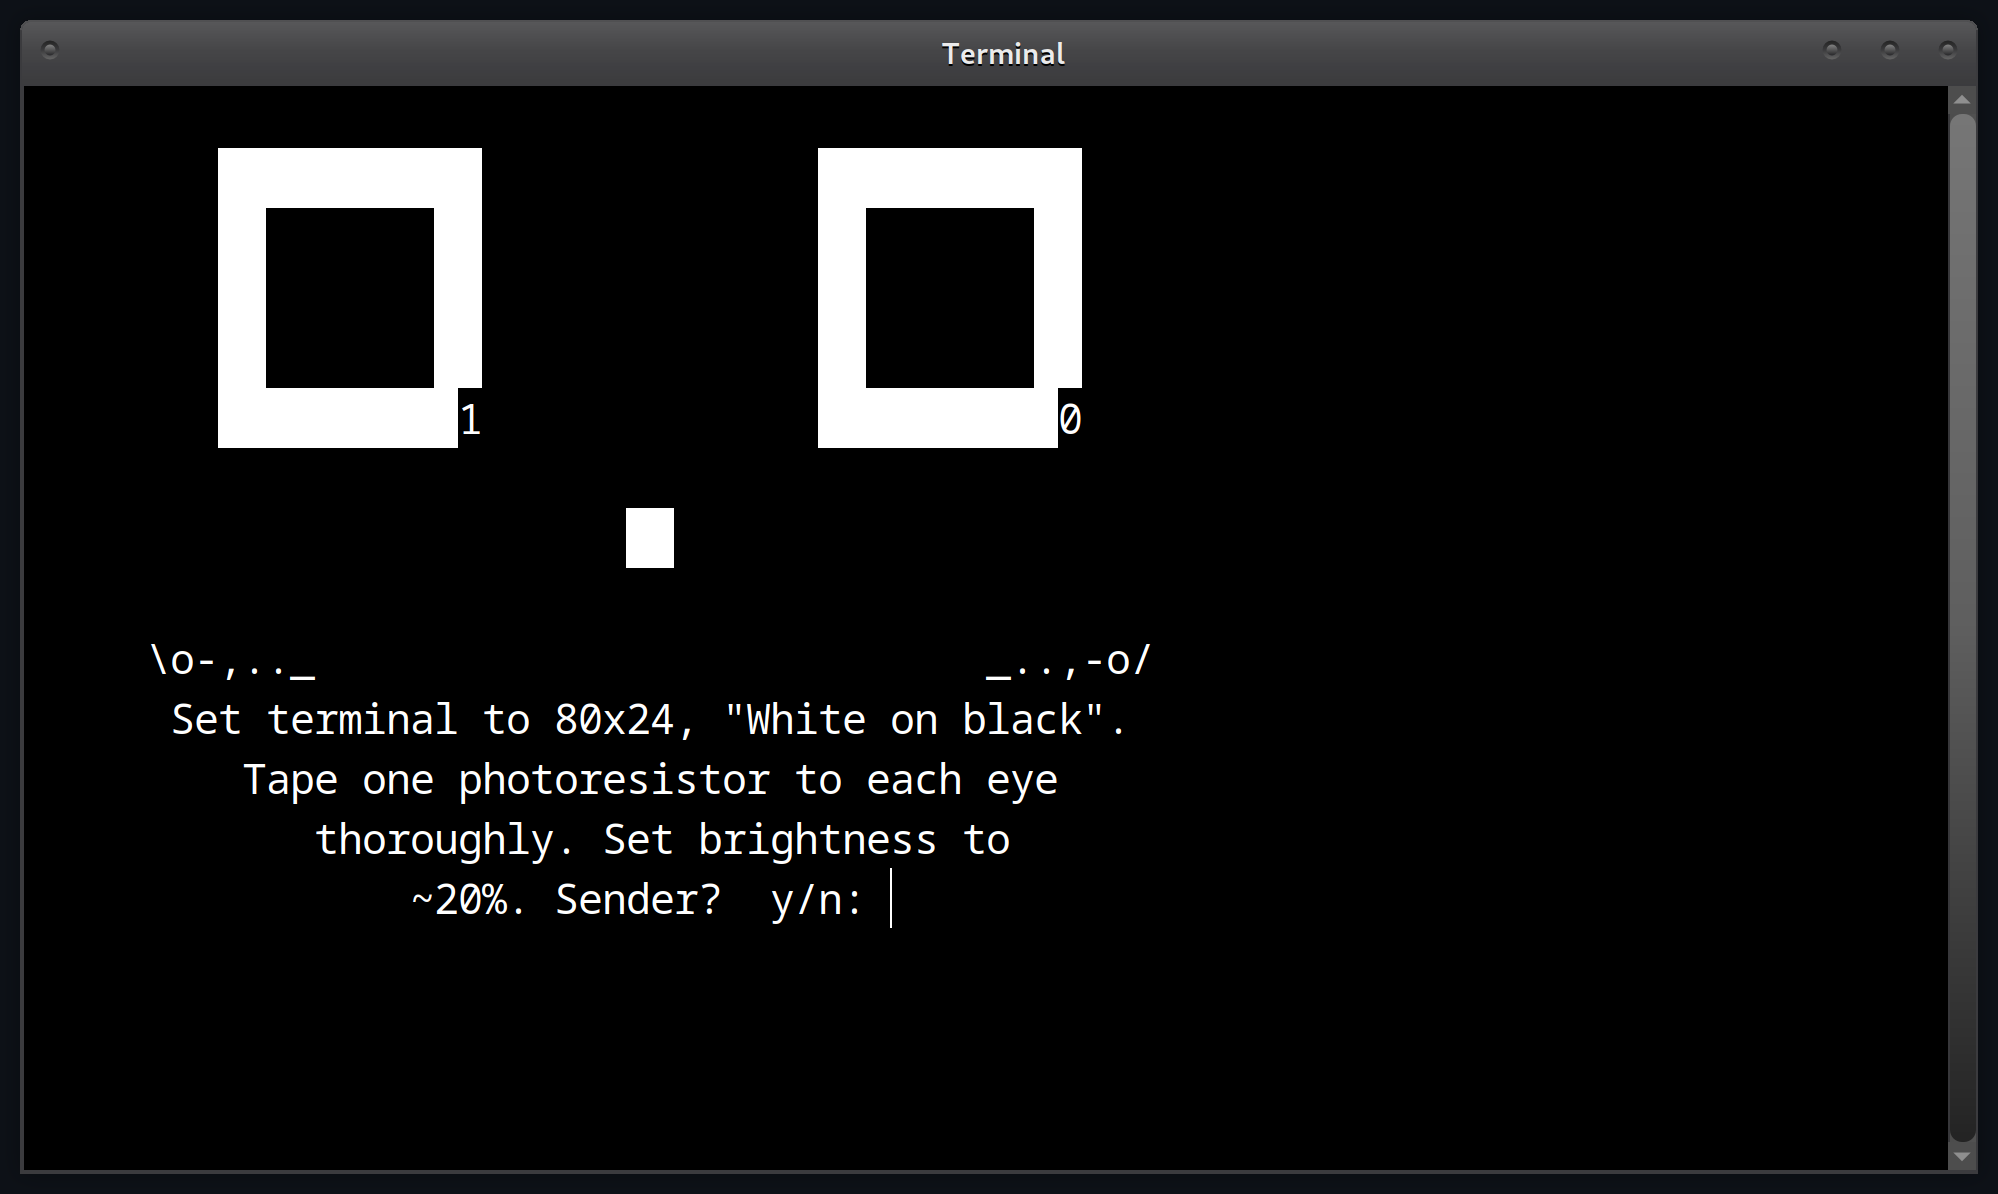 Terminal
1 0
\o-,.._ _..,-o/
Set terminal to 80x24, "White on black".
Tape one photoresistor to each eye
thoroughly. Set brightness to
~20%. Sender?  y/n: